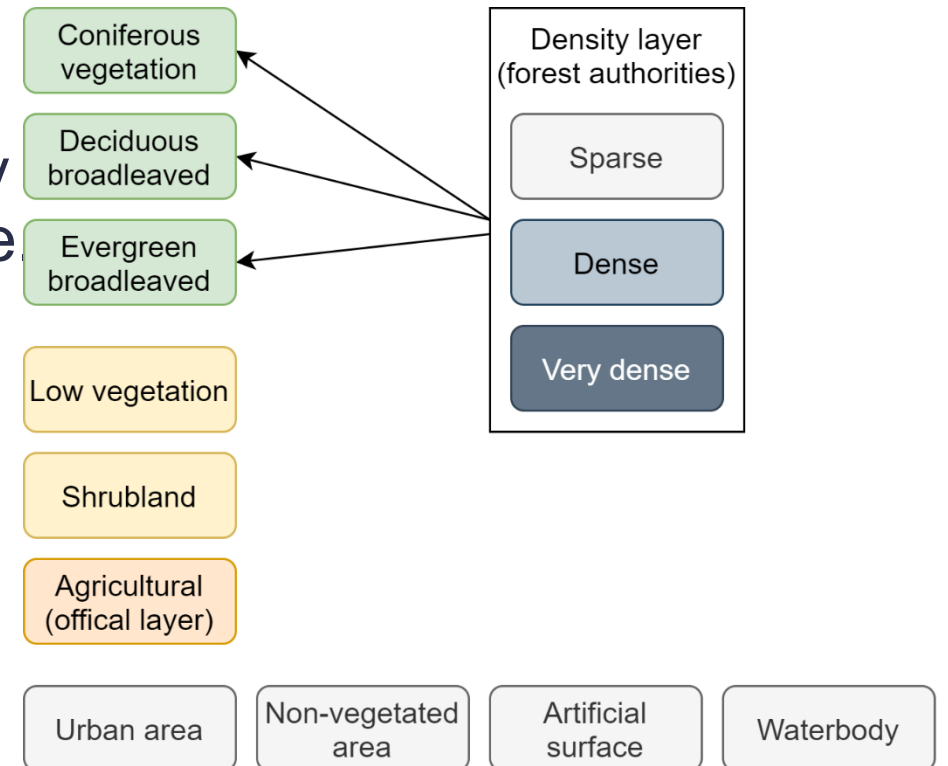 Coniferous
vegetation
Deciduous
broadleaved
Evergreen
broadleaved
Low vegetation
Shrubland
Agricultural
(offical layer)
Density layer
(forest authorities)
Sparse
Dense
Very dense
Urban area
Non-vegetated
area
Artificial
surface
Waterbody